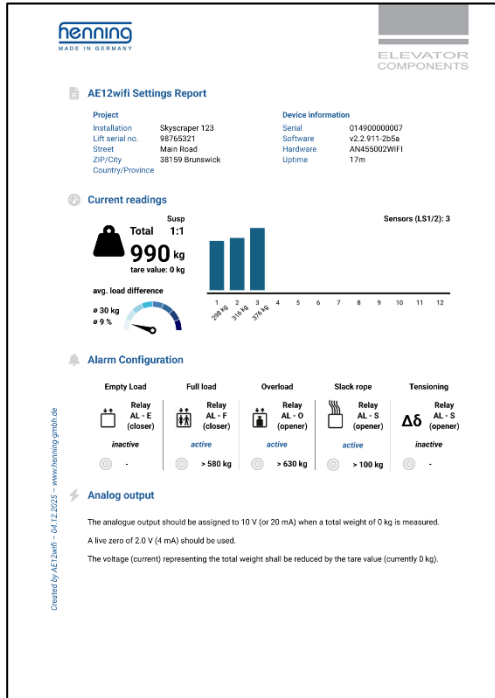 henning
MADE IN GERMANY
ELEVATOR
COMPONENTS
AE12wifi Settings Report
Project
Installation Skyscraper 123
Lift serial no. 98765321
Street Main Road
ZIP/City 38159 Brunswick
Country/Province
Device information
Serial 014900000007
Software v2.2.911-2b5a
Hardware AN455002WIFI
Uptime 17m
Current readings
Susp
Total 1:1
990 kg
tare value: 0 kg
avg. load difference
ø 30 kg
ø 9 %
Sensors (LS1/2): 3
1 2 3 4 5 6 7 8 9 10 11 12
298 kg 316 kg 376 kg
Alarm Configuration
Empty Load
Relay
AL - E
(closer)
inactive
-
Full load
Relay
AL - F
(closer)
active
> 580 kg
Overload
Relay
AL - O
(opener)
active
> 630 kg
Slack rope
Relay
AL - S
(opener)
active
> 100 kg
Tensioning
Δδ
Relay
AL - S
(opener)
inactive
-
Analog output
The analogue output should be assigned to 10 V (or 20 mA) when a total weight of 0 kg is measured.
A live zero of 2.0 V (4 mA) should be used.
The voltage (current) representing the total weight shall be reduced by the tare value (currently 0 kg).
Created by AE12wifi – 04.12.2025 – www.henning-gmbh.de